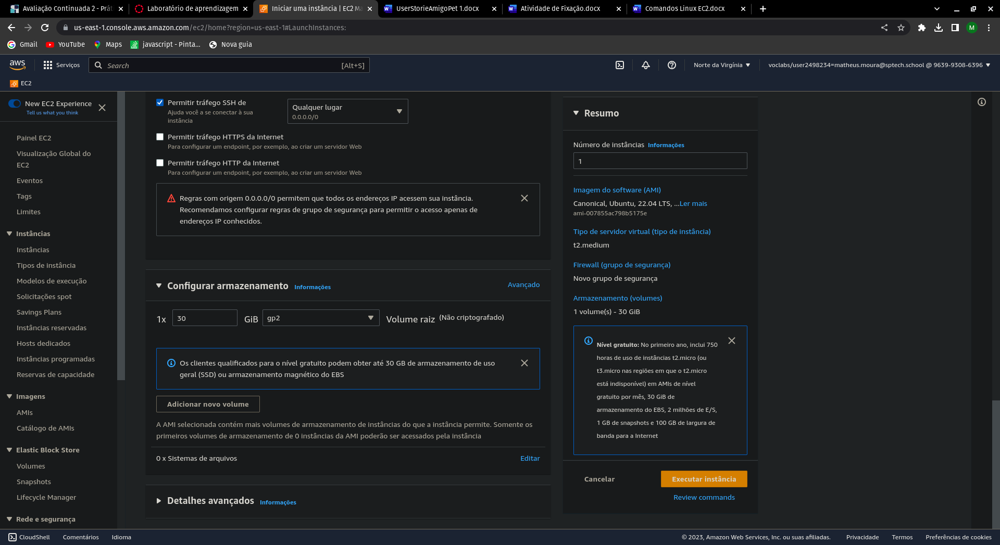 Avaliação Continuada 2 - Prát
Laboratório de aprendizagem
Iniciar uma instância | EC2 Ma
UserStorieAmigoPet 1.docx
Atividade de Fixação.docx
Comandos Linux EC2.docx
us-east-1.console.aws.amazon.com/ec2/home?region=us-east-1#LaunchInstances:
M
Gmail
YouTube
Maps
javascript - Pinta...
Nova guia
aws
Serviços
Search
[Alt+S]
Norte da Virgínia
voclabs/user2498234=matheus.moura@sptech.school @ 9639-9308-6396
EC2
New EC2 Experience
Tell us what you think
Painel EC2
Visualização Global do
EC2
Eventos
Tags
Limites
Instâncias
Instâncias
Tipos de instância
Modelos de execução
Solicitações spot
Savings Plans
Instâncias reservadas
Hosts dedicados
Instâncias programadas
Reservas de capacidade
Imagens
AMIs
Catálogo de AMIs
Elastic Block Store
Volumes
Snapshots
Lifecycle Manager
Rede e segurança
Permitir tráfego SSH de
Ajuda você a se conectar à sua
instância
Qualquer lugar
0.0.0.0/0
Permitir tráfego HTTPS da Internet
Para configurar um endpoint, por exemplo, ao criar um servidor Web
Permitir tráfego HTTP da Internet
Para configurar um endpoint, por exemplo, ao criar um servidor Web
Regras com origem 0.0.0.0/0 permitem que todos os endereços IP acessem sua instância.
Recomendamos configurar regras de grupo de segurança para permitir o acesso apenas de
endereços IP conhecidos.
Configurar armazenamento Informações
Avançado
1x 30 GiB gp2 Volume raiz (Não criptografado)
Os clientes qualificados para o nível gratuito podem obter até 30 GB de armazenamento de uso
geral (SSD) ou armazenamento magnético do EBS
Adicionar novo volume
A AMI selecionada contém mais volumes de armazenamento de instâncias do que a instância permite. Somente os
primeiros volumes de armazenamento de 0 instâncias da AMI poderão ser acessados pela instância
0 x Sistemas de arquivos
Editar
Detalhes avançados Informações
Resumo
Número de instâncias Informações
1
Imagem do software (AMI)
Canonical, Ubuntu, 22.04 LTS, ...Ler mais
ami-007855ac798b5175e
Tipo de servidor virtual (tipo de instância)
t2.medium
Firewall (grupo de segurança)
Novo grupo de segurança
Armazenamento (volumes)
1 volume(s) - 30 GiB
Nível gratuito: No primeiro ano, inclui 750
horas de uso de instâncias t2.micro (ou
t3.micro nas regiões em que o t2.micro
está indisponível) em AMIs de nível
gratuito por mês, 30 GiB de
armazenamento do EBS, 2 milhões de E/S,
1 GB de snapshots e 100 GB de largura de
banda para a Internet
Cancelar
Executar instância
Review commands
CloudShell
Comentários
Idioma
© 2023, Amazon Web Services, Inc. ou suas afiliadas.
Privacidade
Termos
Preferências de cookies